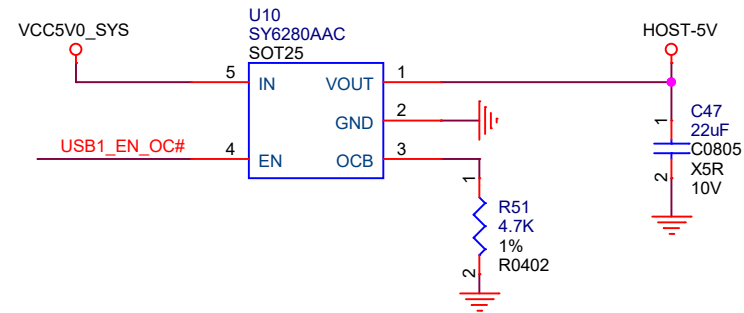 U10
SY6280AAC
SOT25
VCC5V0_SYS
HOST-5V
5
IN
VOUT
1
GND
2
USB1_EN_OC#
4
EN
OCB
3
C47
22uF
C0805
X5R
10V
1
2
R51
4.7K
1%
R0402
1
2